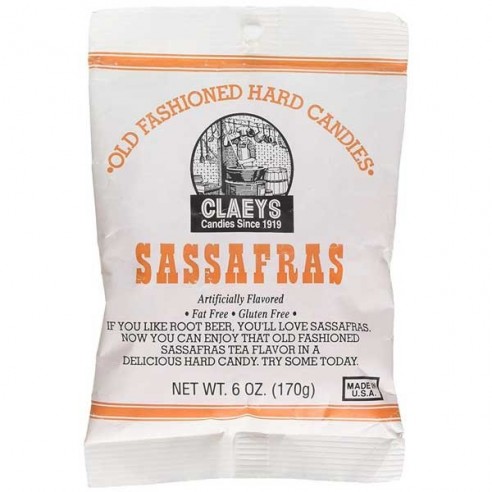 •OLD FASHIONED HARD CANDIES•
CLAEYS
Candies Since 1919
SASSAFRAS
Artificially Flavored
• Fat Free • Gluten Free •
IF YOU LIKE ROOT BEER, YOU'LL LOVE SASSAFRAS.
NOW YOU CAN ENJOY THAT OLD FASHIONED
SASSAFRAS TEA FLAVOR IN A
DELICIOUS HARD CANDY. TRY SOME TODAY.
NET WT. 6 OZ. (170g)
MADE IN
U.S.A.